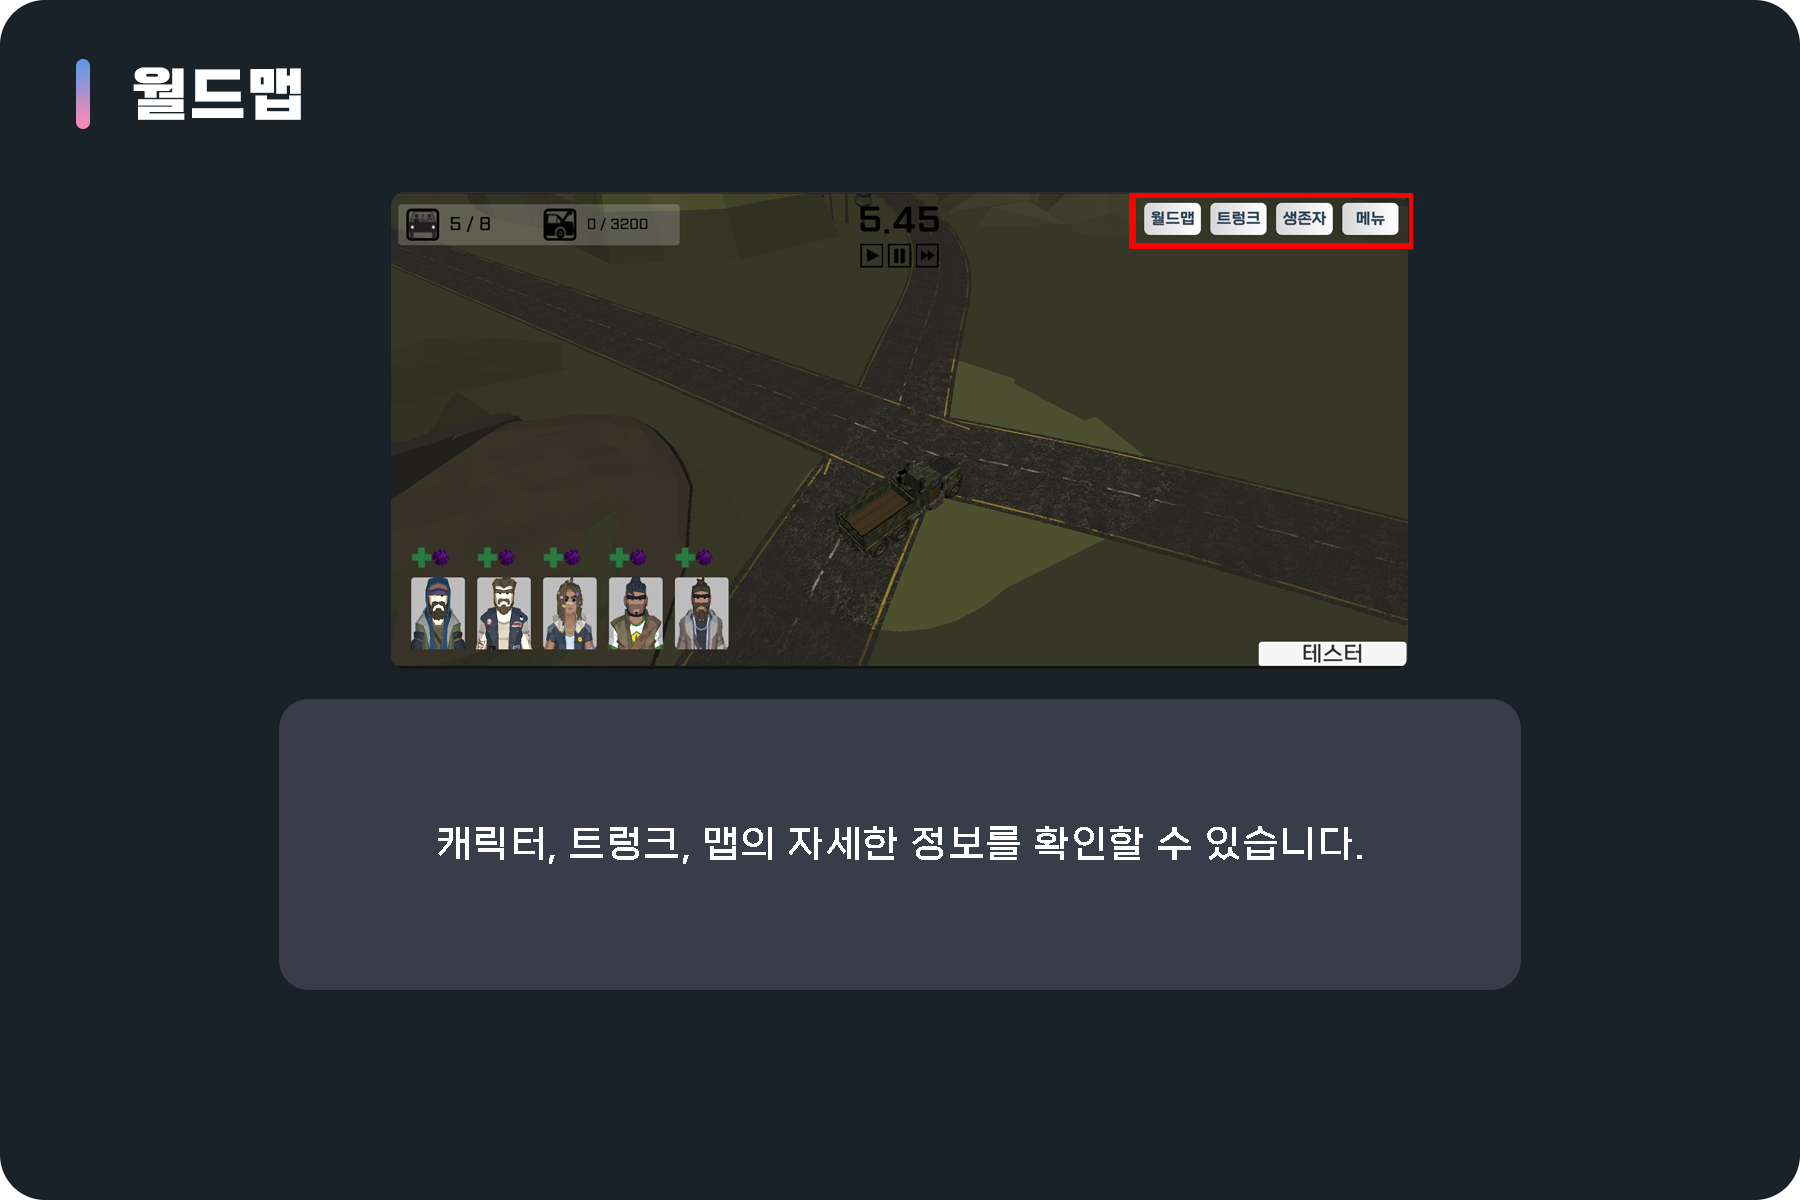 월드맵
5 / 8
0 / 3200
5.45
월드맵
트렁크
생존자
메뉴
테스터
캐릭터, 트렁크, 맵의 자세한 정보를 확인할 수 있습니다.